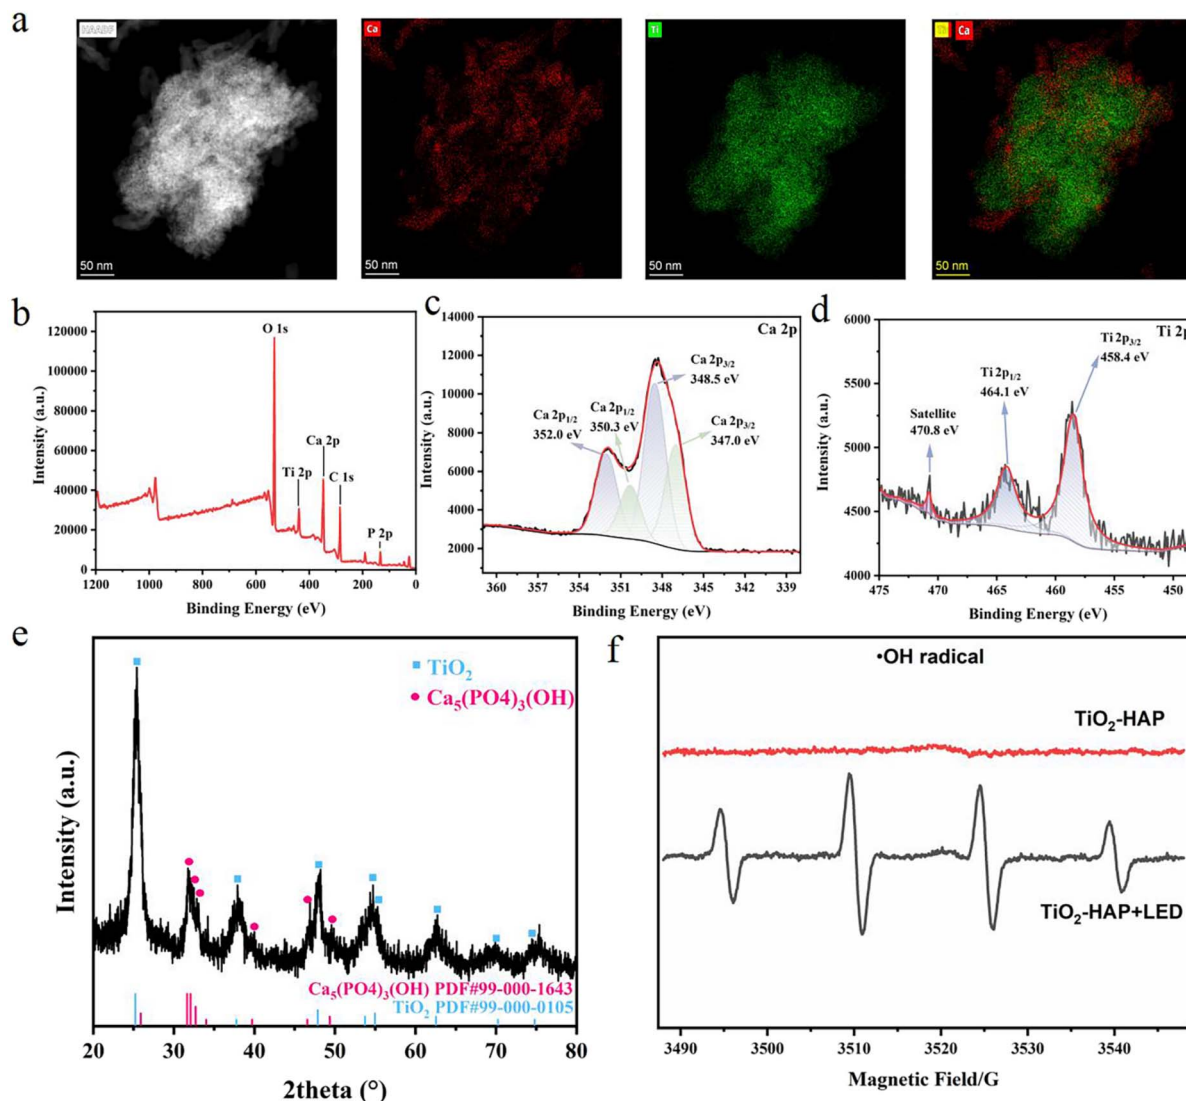 a
HAADF
Ca
Ti
Ca
50 nm
50 nm
50 nm
50 nm
b
Intensity (a.u.)
120000
100000
80000
60000
40000
20000
0
O 1s
Ti 2p
Ca 2p
C 1s
P 2p
1200
1000
800
600
400
200
0
Binding Energy (eV)
c
Intensity (a.u.)
14000
12000
10000
8000
6000
4000
2000
Ca 2p
Ca 2p3/2
348.5 eV
Ca 2p1/2
350.3 eV
Ca 2p1/2
352.0 eV
Ca 2p3/2
347.0 eV
360
357
354
351
348
345
342
339
Binding Energy (eV)
d
Intensity (a.u.)
6000
5500
5000
4500
4000
Ti 2p
Ti 2p3/2
458.4 eV
Ti 2p1/2
464.1 eV
Satellite
470.8 eV
475
470
465
460
455
450
Binding Energy (eV)
e
Intensity (a.u.)
TiO2
Ca5(PO4)3(OH)
Ca5(PO4)3(OH) PDF#99-000-1643
TiO2 PDF#99-000-0105
20
30
40
50
60
70
80
2theta (°)
f
•OH radical
TiO2-HAP
TiO2-HAP+LED
3490
3500
3510
3520
3530
3540
Magnetic Field/G